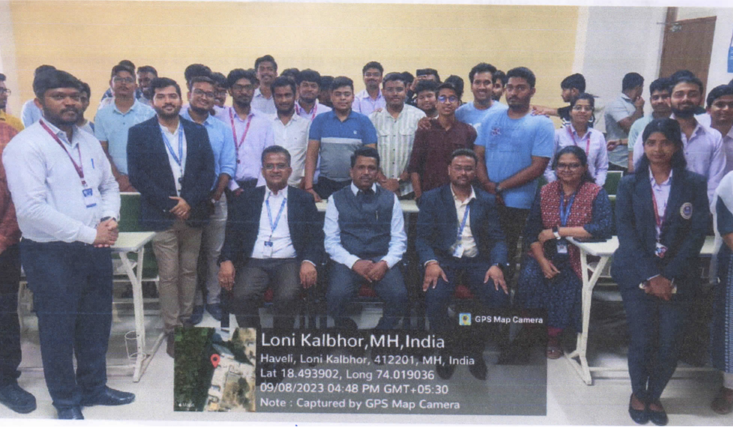 GPS Map Camera
Loni Kalbhor,MH,India
Haveli, Loni Kalbhor, 412201, MH, India
Lat 18.493902, Long 74.019036
09/08/2023 04:48 PM GMT+05:30
Note : Captured by GPS Map Camera